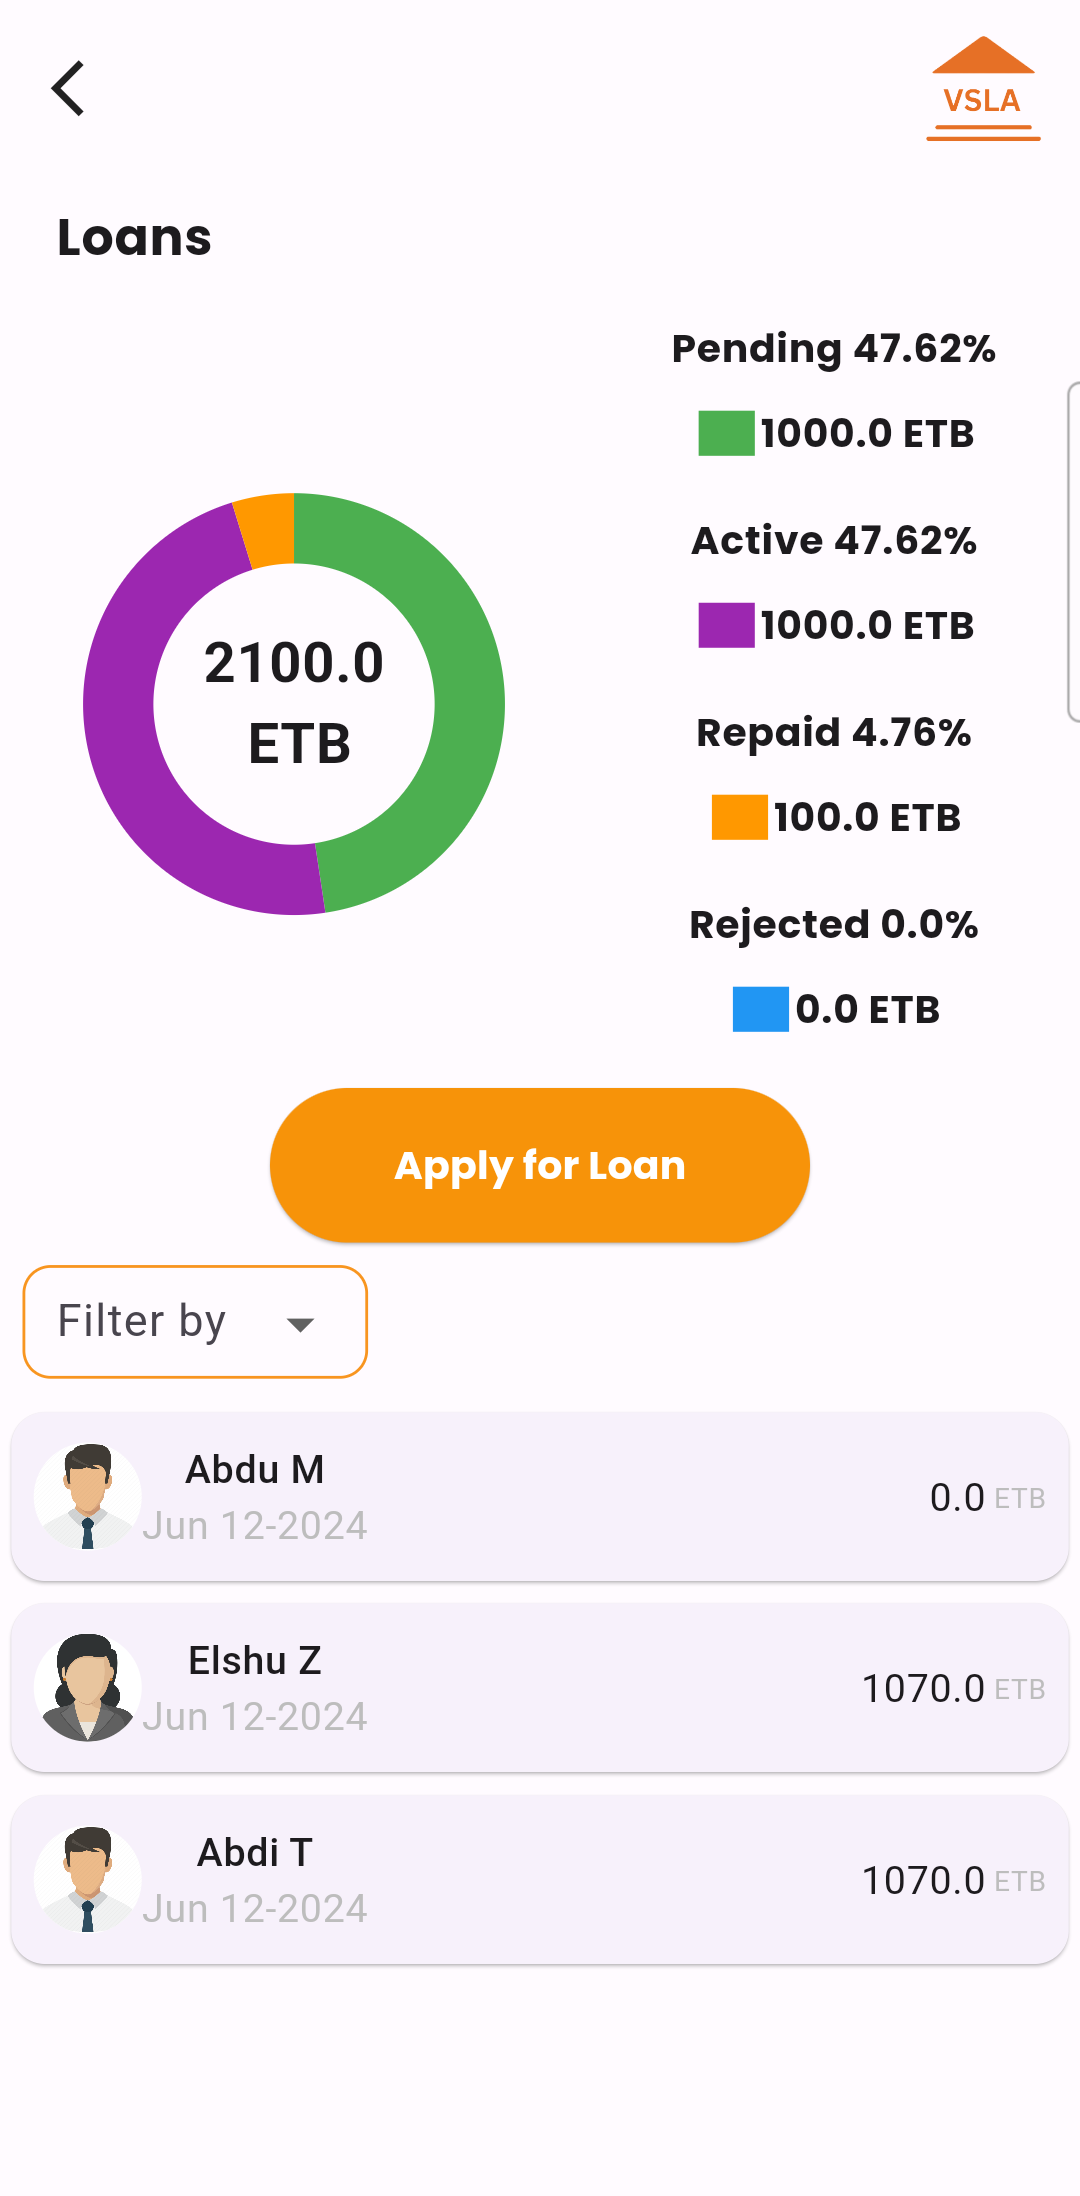 VSLA
Loans
Pending 47.62%
1000.0 ETB
Active 47.62%
1000.0 ETB
Repaid 4.76%
100.0 ETB
Rejected 0.0%
0.0 ETB
2100.0
ETB
Apply for Loan
Filter by
Abdu M
Jun 12-2024
0.0 ETB
Elshu Z
Jun 12-2024
1070.0 ETB
Abdi T
Jun 12-2024
1070.0 ETB